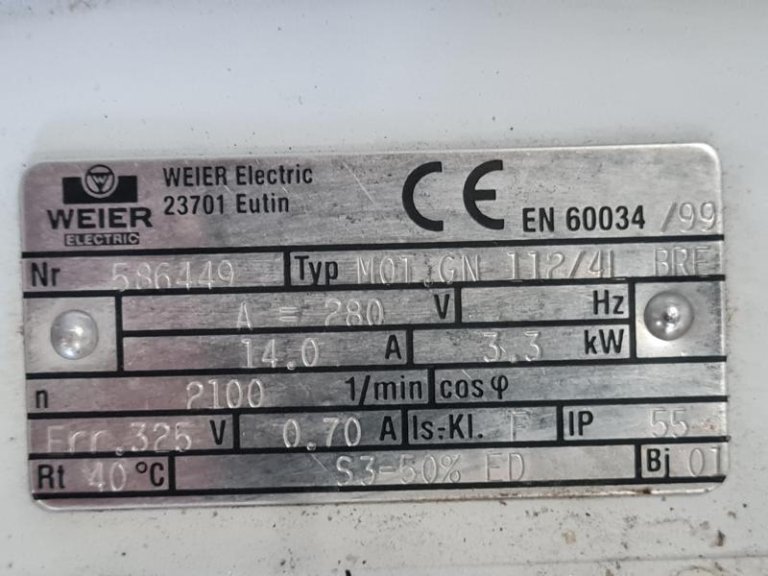 WEIER
ELECTRIC
WEIER Electric
23701 Eutin
CE EN 60034 /99
Nr 586449 Typ MOT.GN 112/4L BRE
A = 280 V Hz
14.0 A 3.3 kW
n 2100 1/min cos φ
Err.325 V 0.70 A Is.-Kl. F IP 55
Rt 40 °C S3-50% ED Bj 01